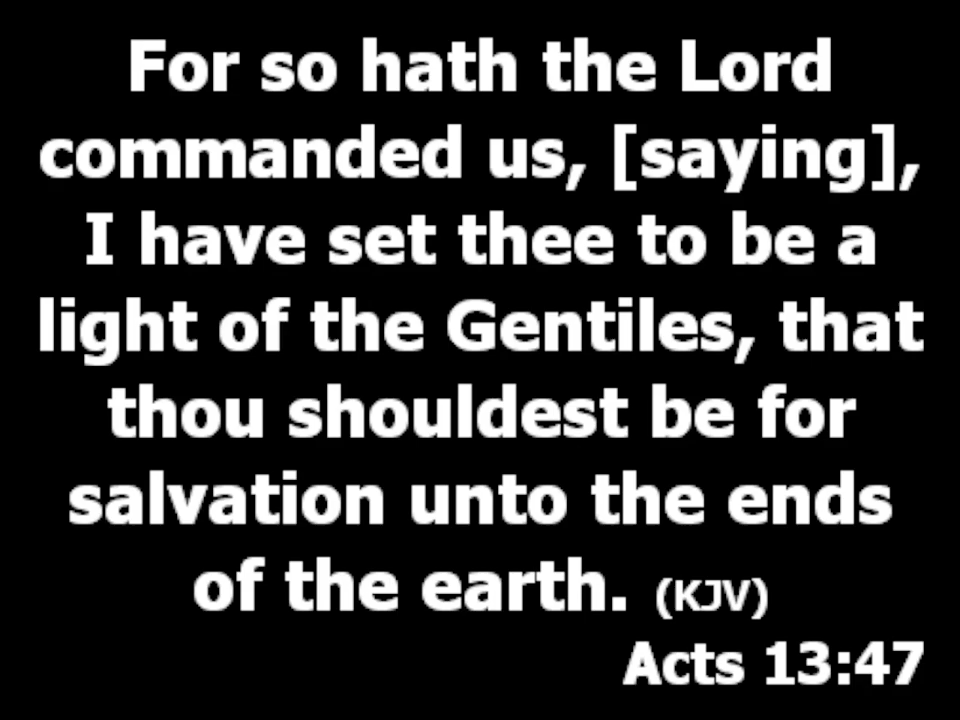 For so hath the Lord
commanded us, [saying],
I have set thee to be a
light of the Gentiles, that
thou shouldest be for
salvation unto the ends
of the earth. (KJV)
Acts 13:47